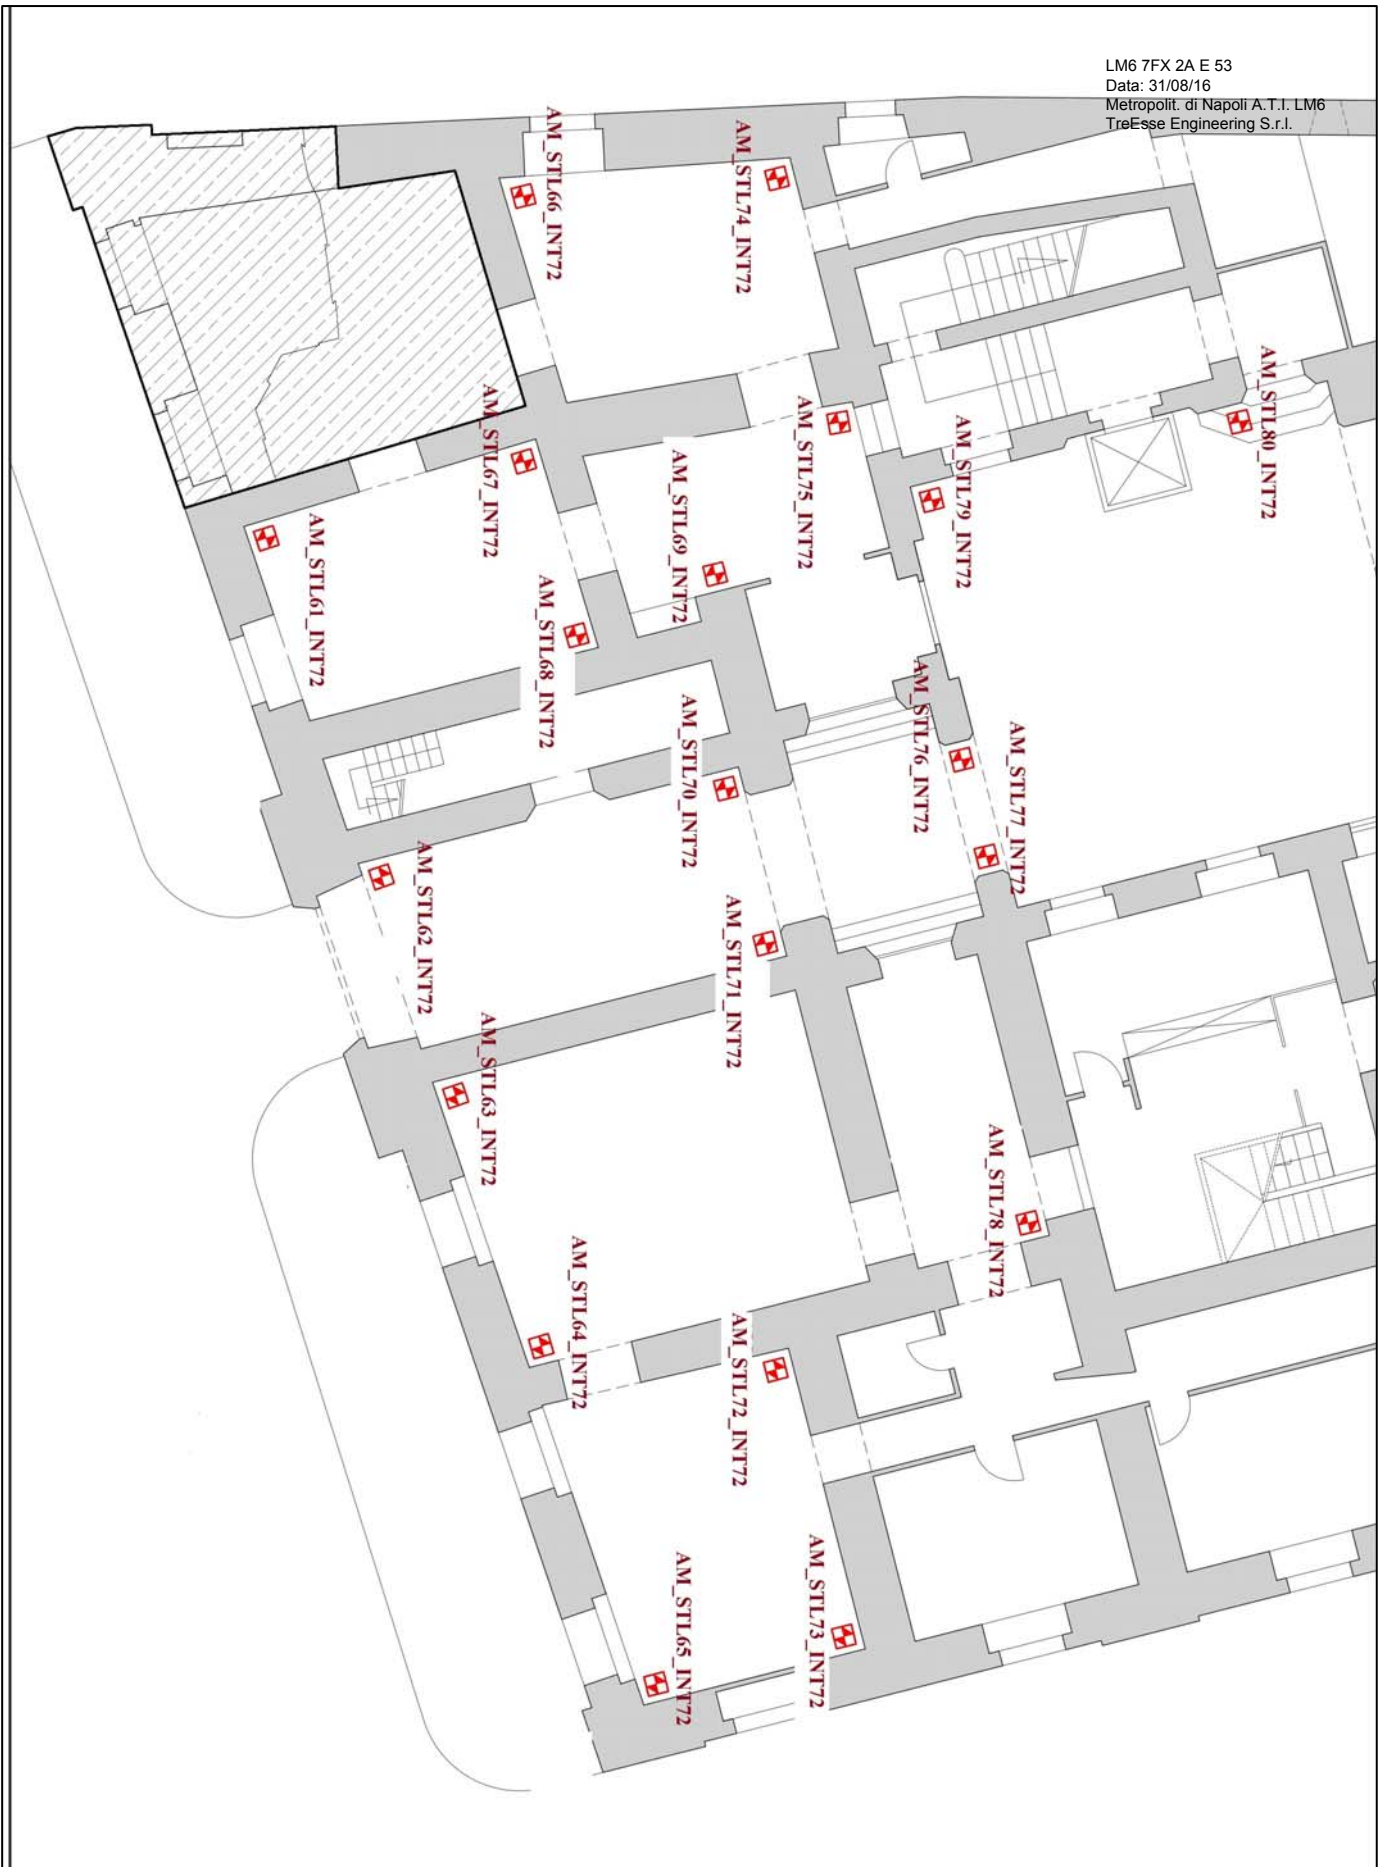 LM6 7FX 2A E 53
Data: 31/08/16
Metropolit. di Napoli A.T.I. LM6
TreEsse Engineering S.r.l.
AM_STL66_INT72
AM_STL74_INT72
AM_STL80_INT72
AM_STL67_INT72
AM_STL75_INT72
AM_STL79_INT72
AM_STL69_INT72
AM_STL61_INT72
AM_STL68_INT72
AM_STL76_INT72
AM_STL70_INT72
AM_STL77_INT72
AM_STL62_INT72
AM_STL71_INT72
AM_STL63_INT72
AM_STL78_INT72
AM_STL64_INT72
AM_STL72_INT72
AM_STL73_INT72
AM_STL65_INT72